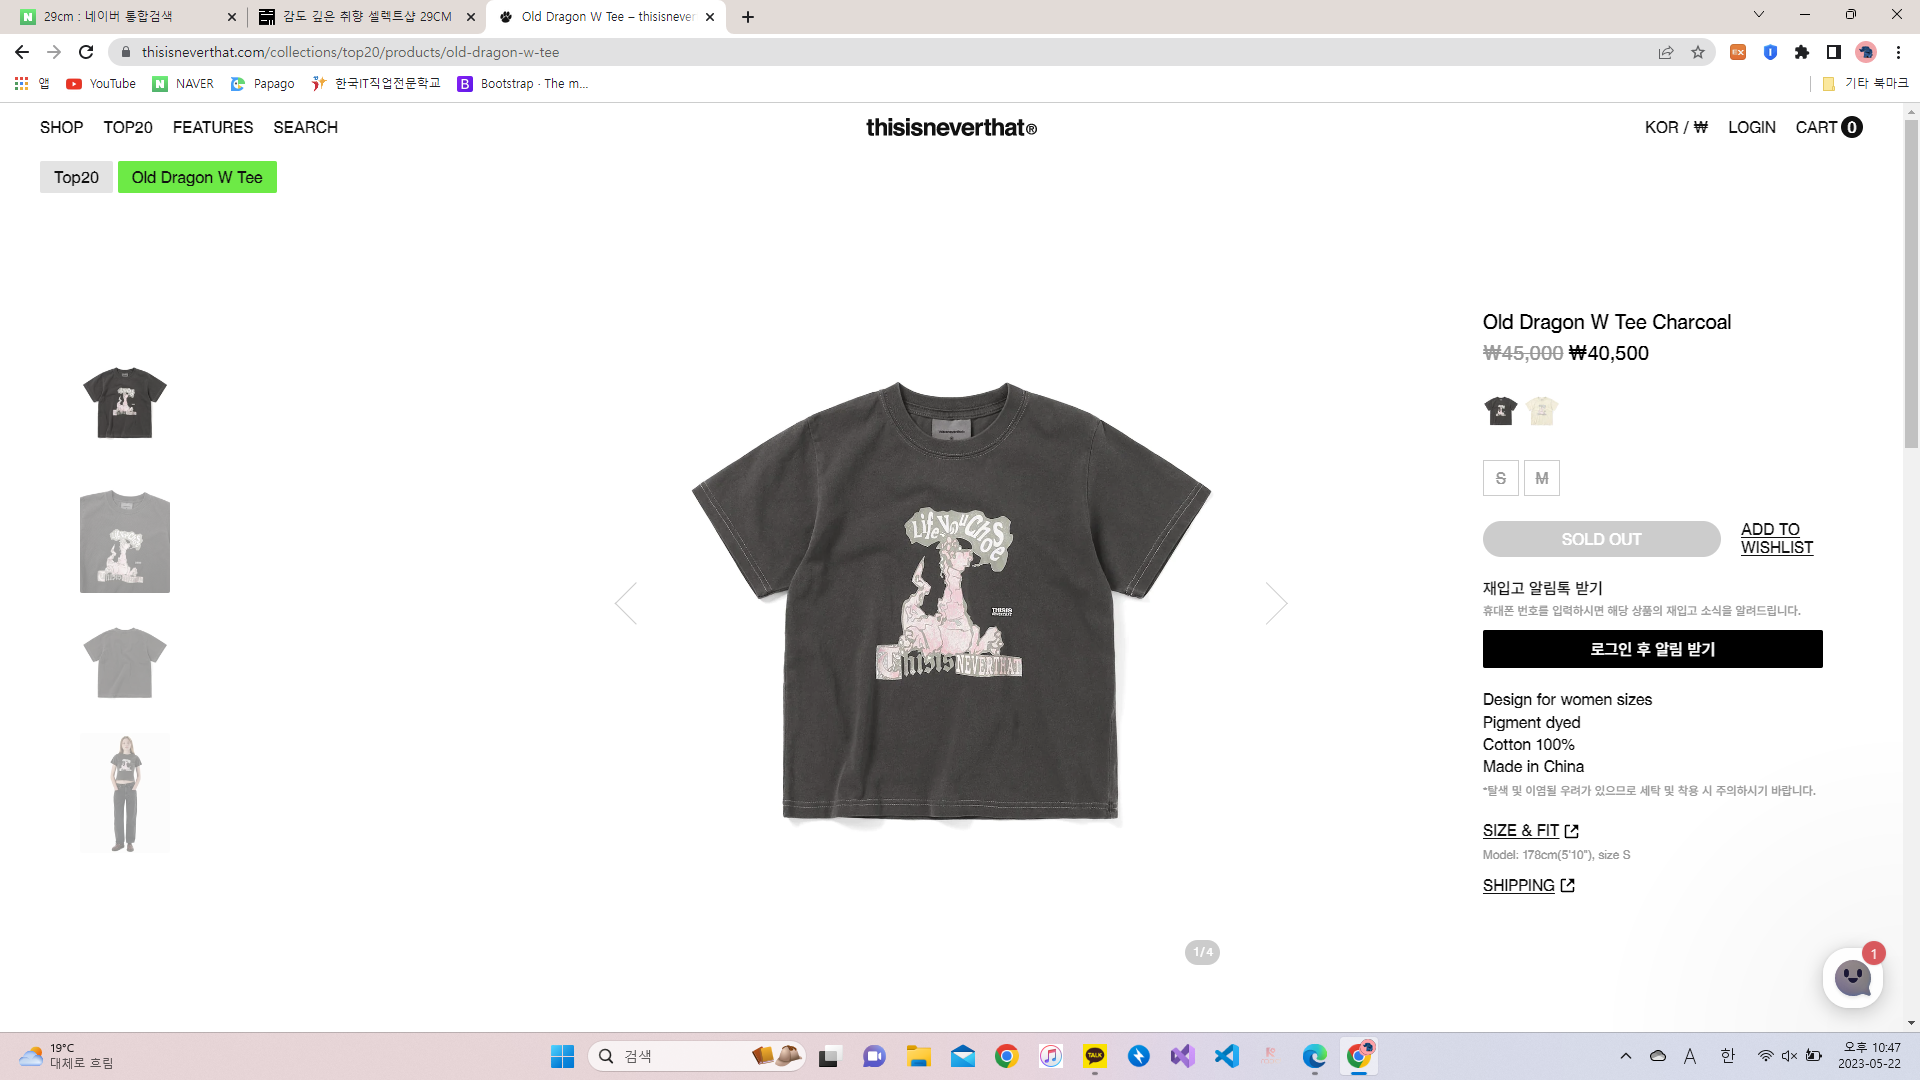 29cm : 네이버 통합검색
감도 깊은 취향 셀렉트샵 29CM
Old Dragon W Tee – thisisnever
thisisneverthat.com/collections/top20/products/old-dragon-w-tee
앱
YouTube
NAVER
Papago
한국IT직업전문학교
Bootstrap · The m...
기타 북마크
SHOP TOP20 FEATURES SEARCH
thisisneverthat®
KOR / ₩ LOGIN CART 0
Top20
Old Dragon W Tee
Old Dragon W Tee Charcoal
₩45,000 ₩40,500
S M
SOLD OUT
ADD TO
WISHLIST
재입고 알림톡 받기
휴대폰 번호를 입력하시면 해당 상품의 재입고 소식을 알려드립니다.
로그인 후 알림 받기
Design for women sizes
Pigment dyed
Cotton 100%
Made in China
*탈색 및 이염될 우려가 있으므로 세탁 및 착용 시 주의하시기 바랍니다.
SIZE & FIT
Model: 178cm(5'10"), size S
SHIPPING
Life You Choose
THISIS
NEVERTHAT
Thisis NEVERTHAT
1/4
1
19°C
대체로 흐림
검색
TALK
A
한
오후 10:47
2023-05-22